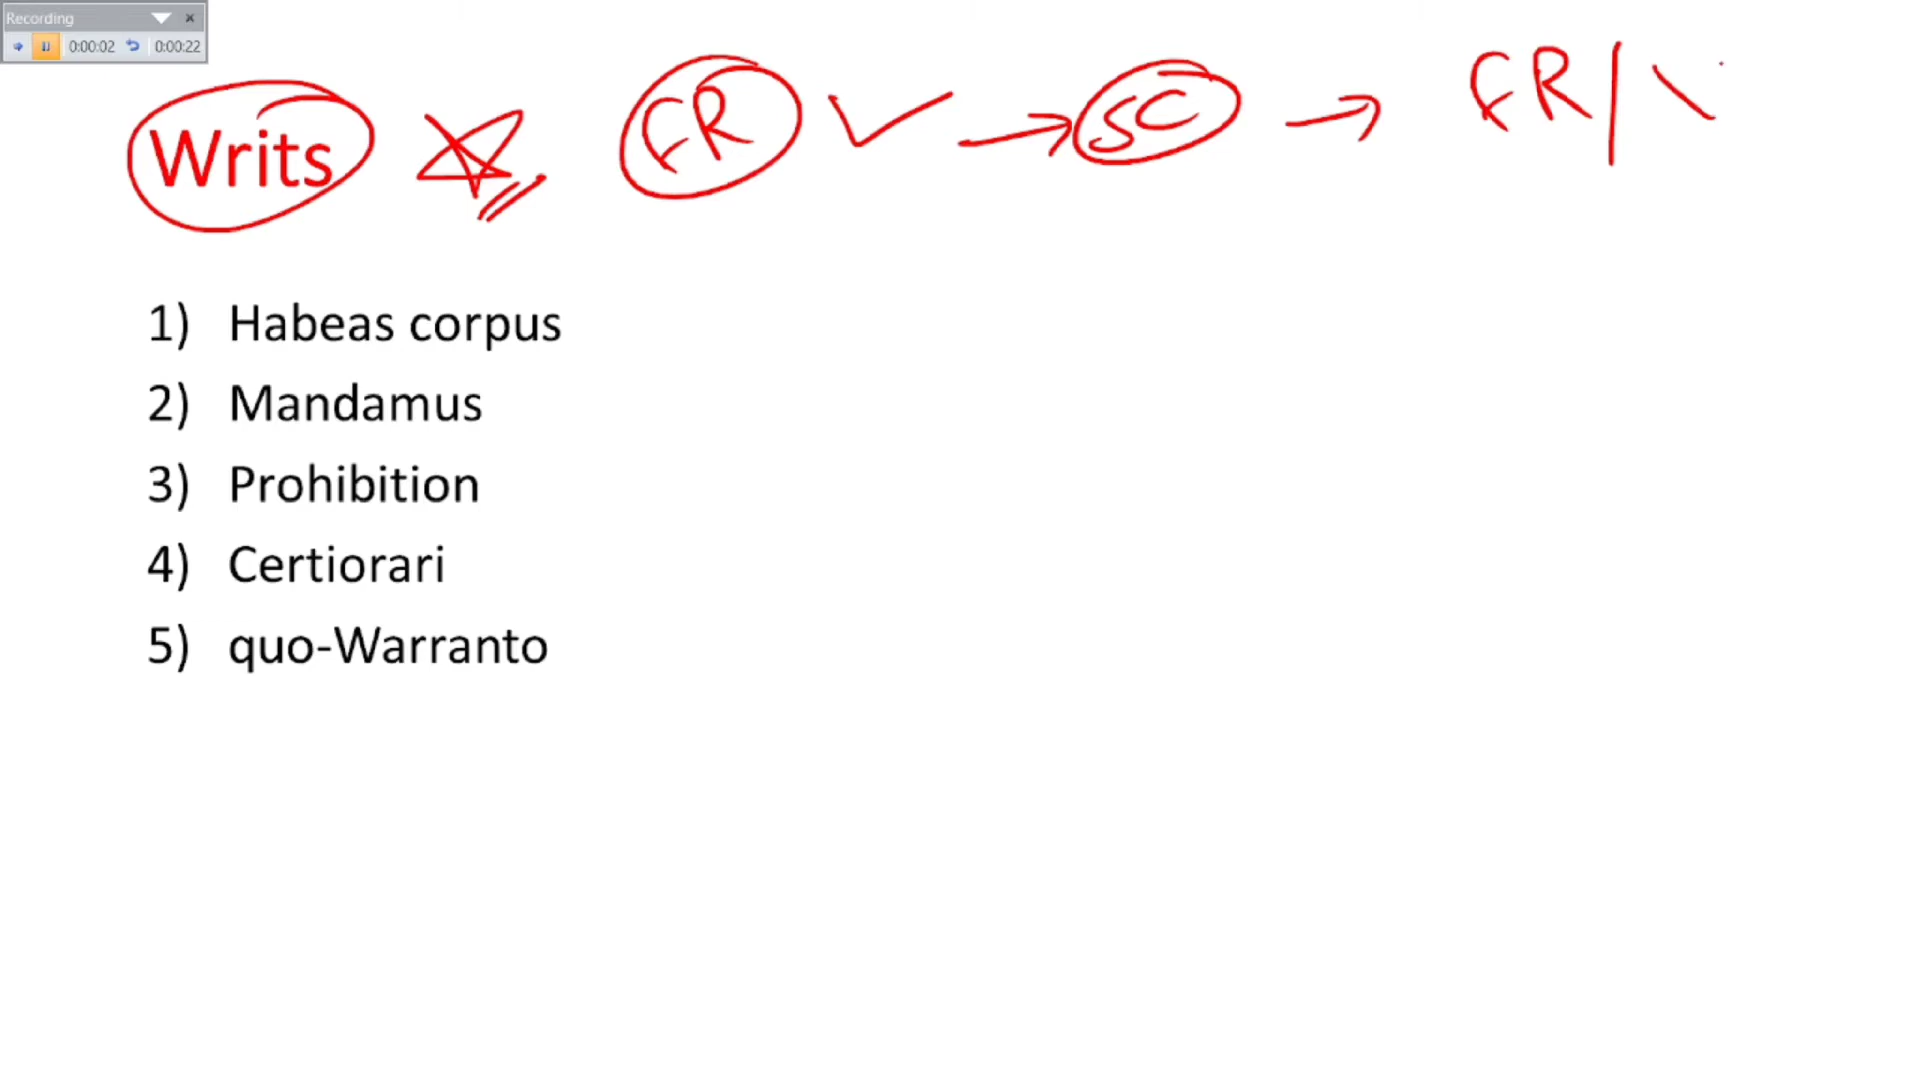 Recording
0:00:02 0:00:22
Writs FR SC FR
1) Habeas corpus
2) Mandamus
3) Prohibition
4) Certiorari
5) quo-Warranto